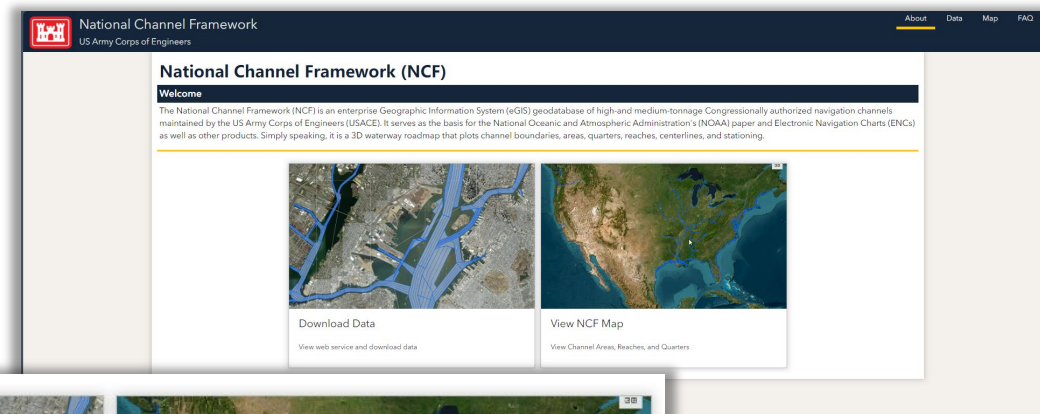 National Channel Framework
US Army Corps of Engineers
About Data Map FAQ
National Channel Framework (NCF)
Welcome
The National Channel Framework (NCF) is an enterprise Geographic Information System (eGIS) geodatabase of high-and medium-tonnage Congressionally authorized navigation channels
maintained by the US Army Corps of Engineers (USACE). It serves as the basis for the National Oceanic and Atmospheric Administration's (NOAA) paper and Electronic Navigation Charts (ENCs)
as well as other products. Simply speaking, it is a 3D waterway roadmap that plots channel boundaries, areas, quarters, reaches, centerlines, and stationing.
Download Data
View web service and download data
View NCF Map
View Channel Areas, Reaches, and Quarters